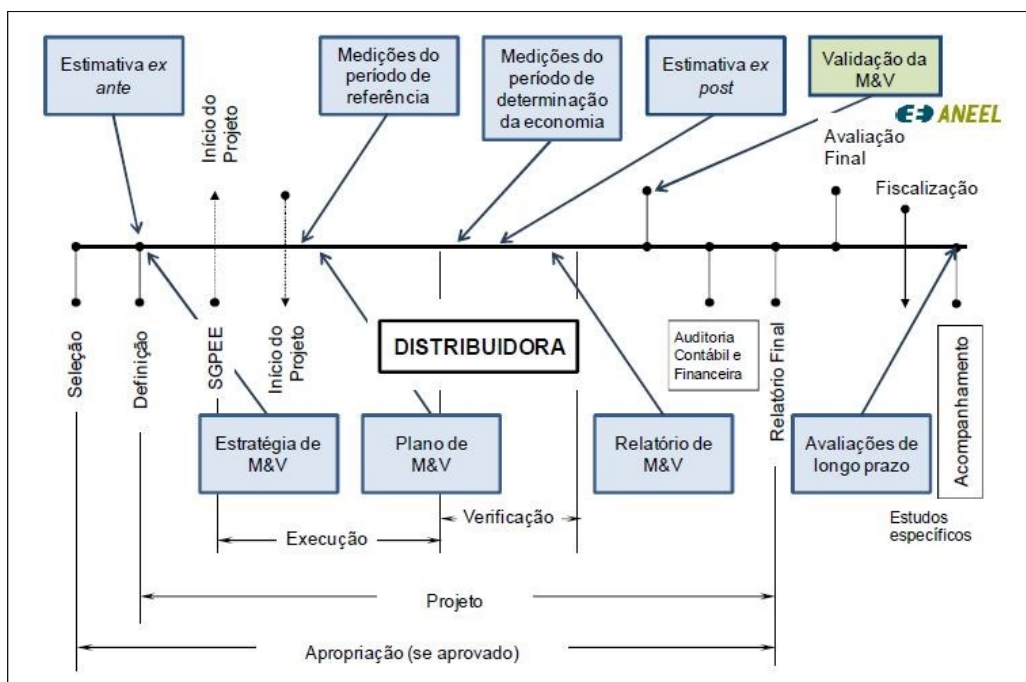 Estimativa ex
ante
Início do
Projeto
Medições do
período de
referência
Medições do
período de
determinação
da economia
Estimativa ex
post
Validação da
M&V
ANEEL
Avaliação
Final
Fiscalização
Seleção
Definição
SGPEE
Início do
Projeto
DISTRIBUIDORA
Auditoria
Contábil e
Financeira
Relatório Final
Acompanhamento
Estratégia de
M&V
Plano de
M&V
Relatório de
M&V
Avaliações de
longo prazo
Estudos
específicos
Verificação
Execução
Projeto
Apropriação (se aprovado)